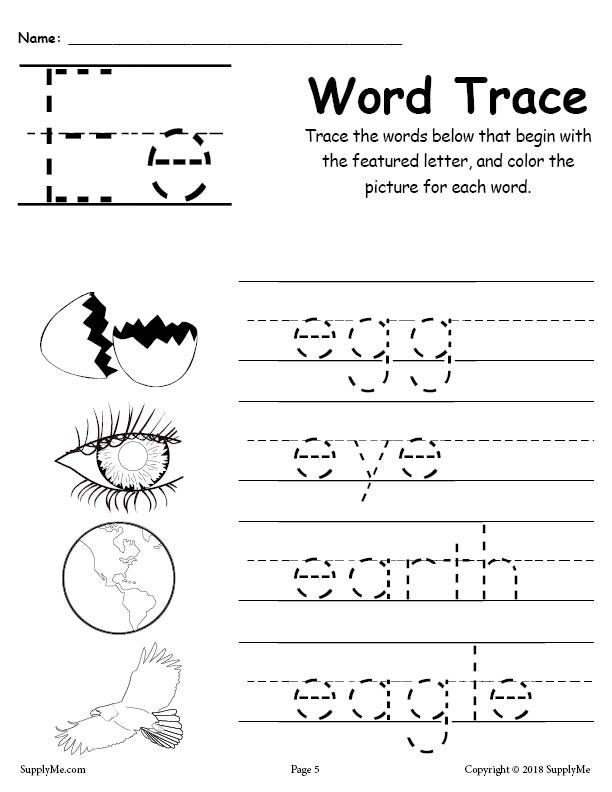 Name: ______________________________________
Ee
Word Trace
Trace the words below that begin with
the featured letter, and color the
picture for each word.
egg
eye
earth
eagle
SupplyMe.com
Page 5
Copyright © 2018 SupplyMe